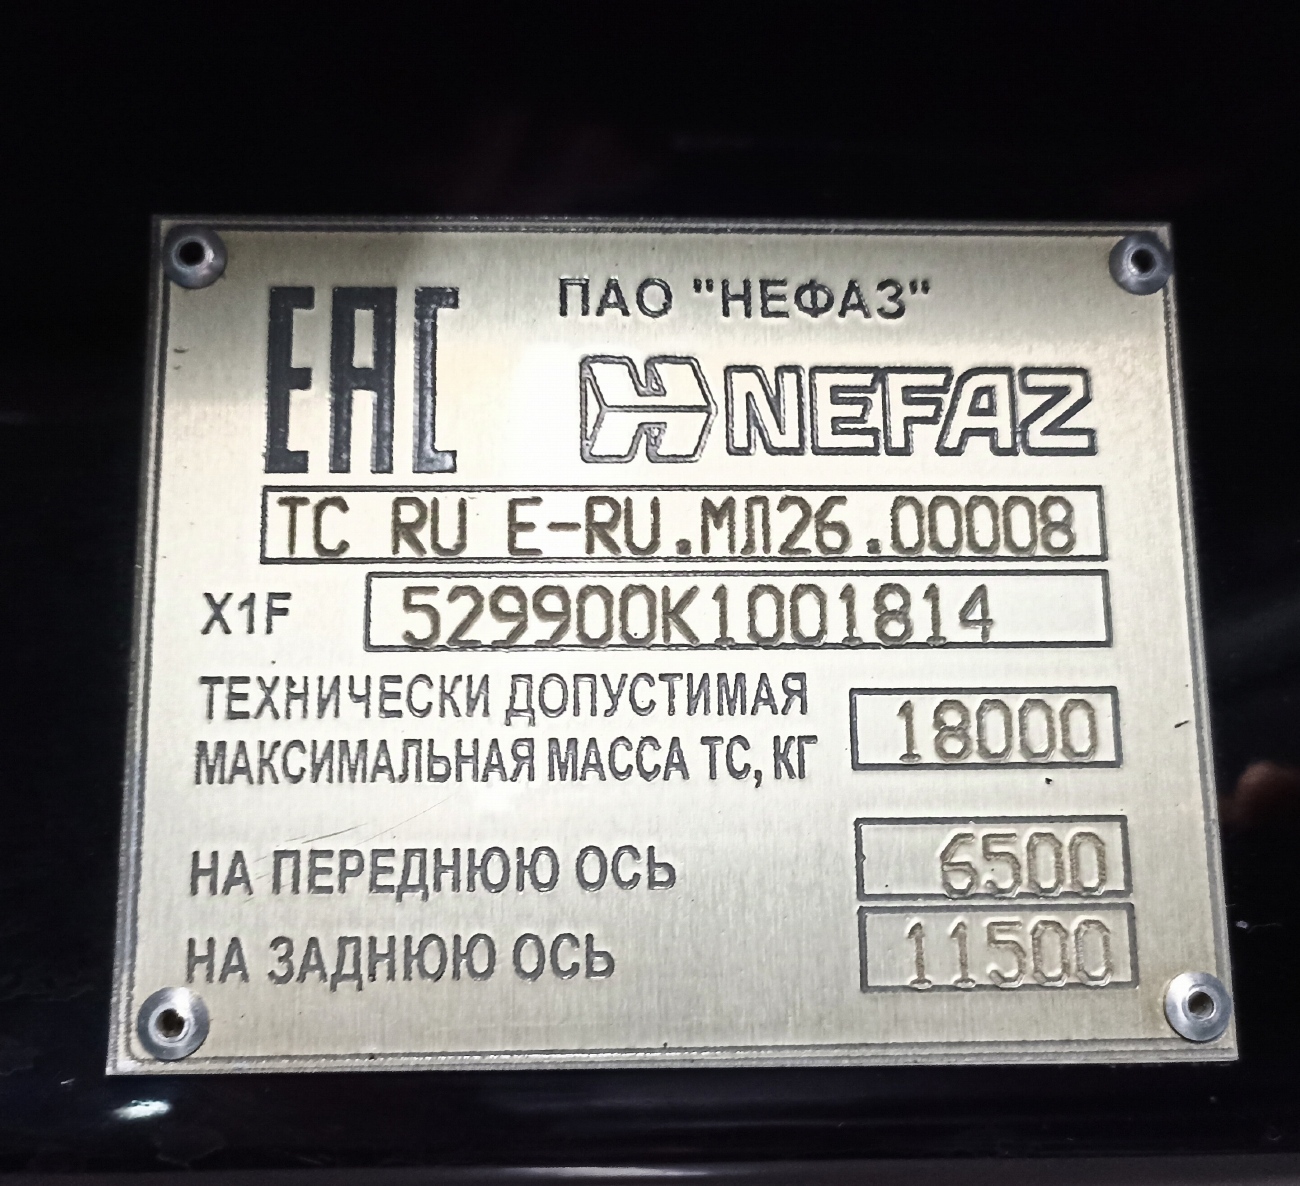 ЕАС
ПАО "НЕФАЗ"
NEFAZ
ТС RU Е-RU.МЛ26.00008
X1F 529900K1001814
ТЕХНИЧЕСКИ ДОПУСТИМАЯ
МАКСИМАЛЬНАЯ МАССА ТС, КГ 18000
НА ПЕРЕДНЮЮ ОСЬ 6500
НА ЗАДНЮЮ ОСЬ 11500